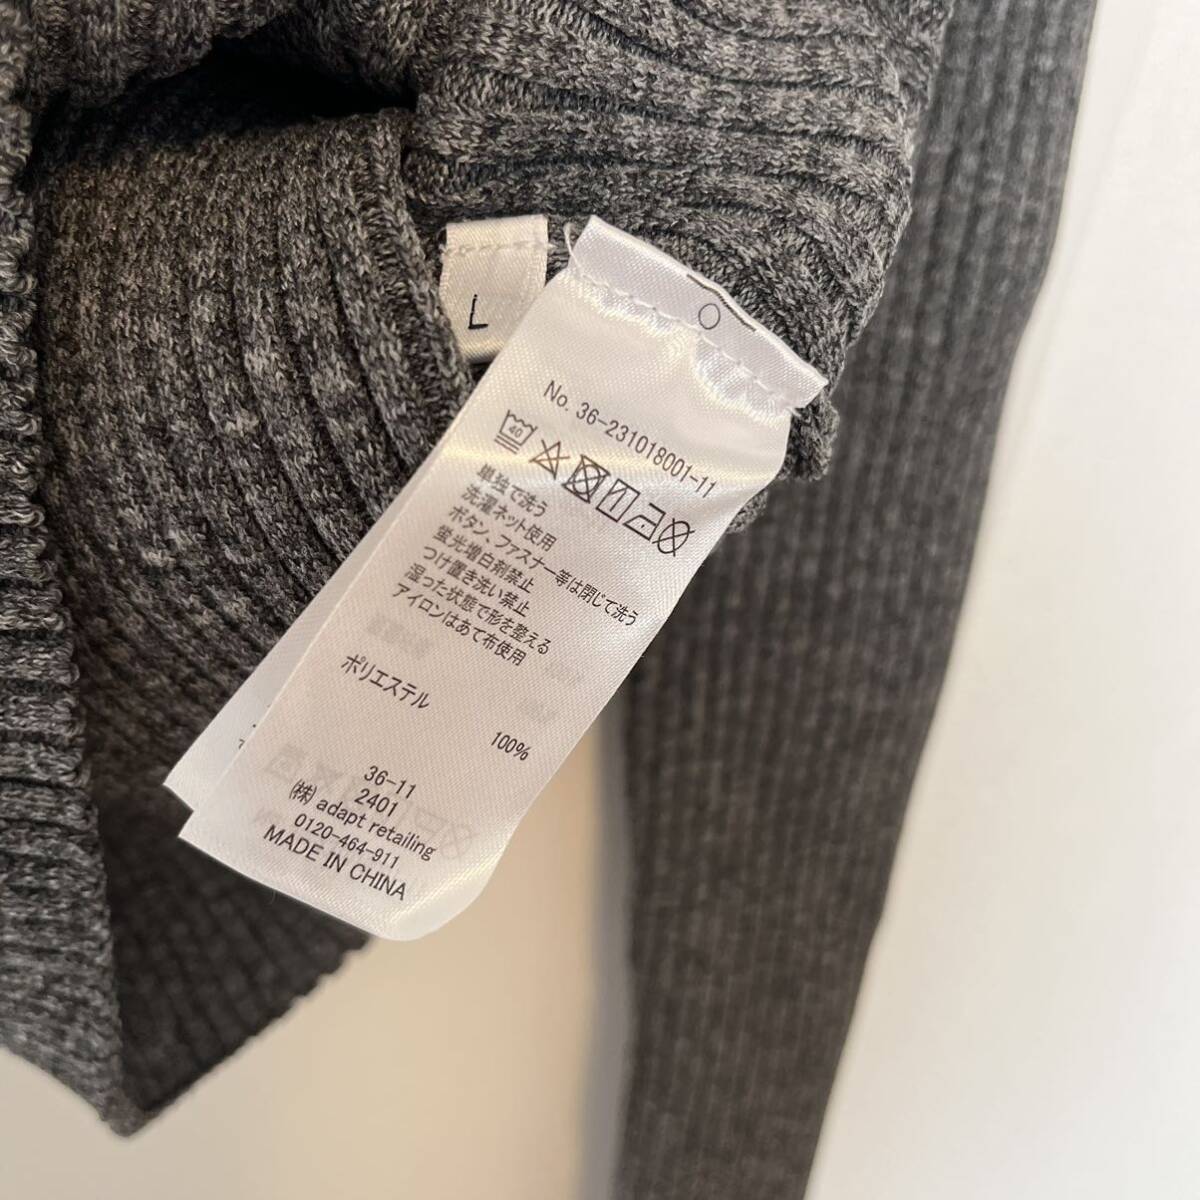 L
No. 36-231018001-11
40
単独で洗う
洗濯ネット使用
ボタン、ファスナー等は閉じて洗う
蛍光増白剤禁止
つけ置き洗い禁止
湿った状態で形を整える
アイロンはあて布使用
ポリエステル
100%
36-11
2401
(株) adapt retailing
0120-464-911
MADE IN CHINA